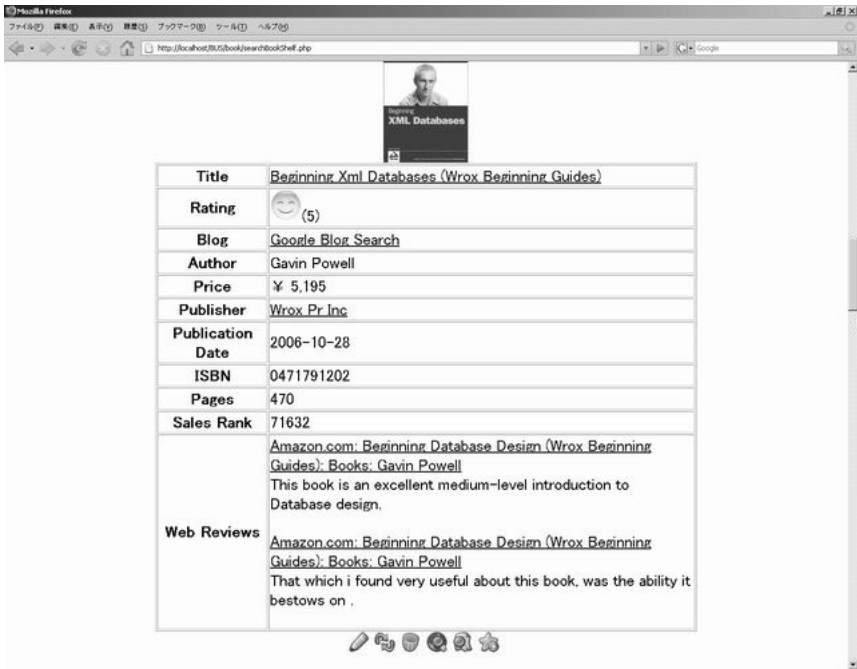 Mozilla Firefox
ファイル(F) 編集(E) 表示(V) 履歴(S) ブックマーク(B) ツール(T) ヘルプ(H)
http://localhost/BUS/book/searchBookShelf.php
Google
Beginning
XML Databases
Title Beginning Xml Databases (Wrox Beginning Guides)
Rating (5)
Blog Google Blog Search
Author Gavin Powell
Price ¥ 5,195
Publisher Wrox Pr Inc
Publication
Date 2006-10-28
ISBN 0471791202
Pages 470
Sales Rank 71632
Web Reviews
Amazon.com: Beginning Database Design (Wrox Beginning
Guides): Books: Gavin Powell
This book is an excellent medium-level introduction to
Database design.
Amazon.com: Beginning Database Design (Wrox Beginning
Guides): Books: Gavin Powell
That which i found very useful about this book, was the ability it
bestows on .